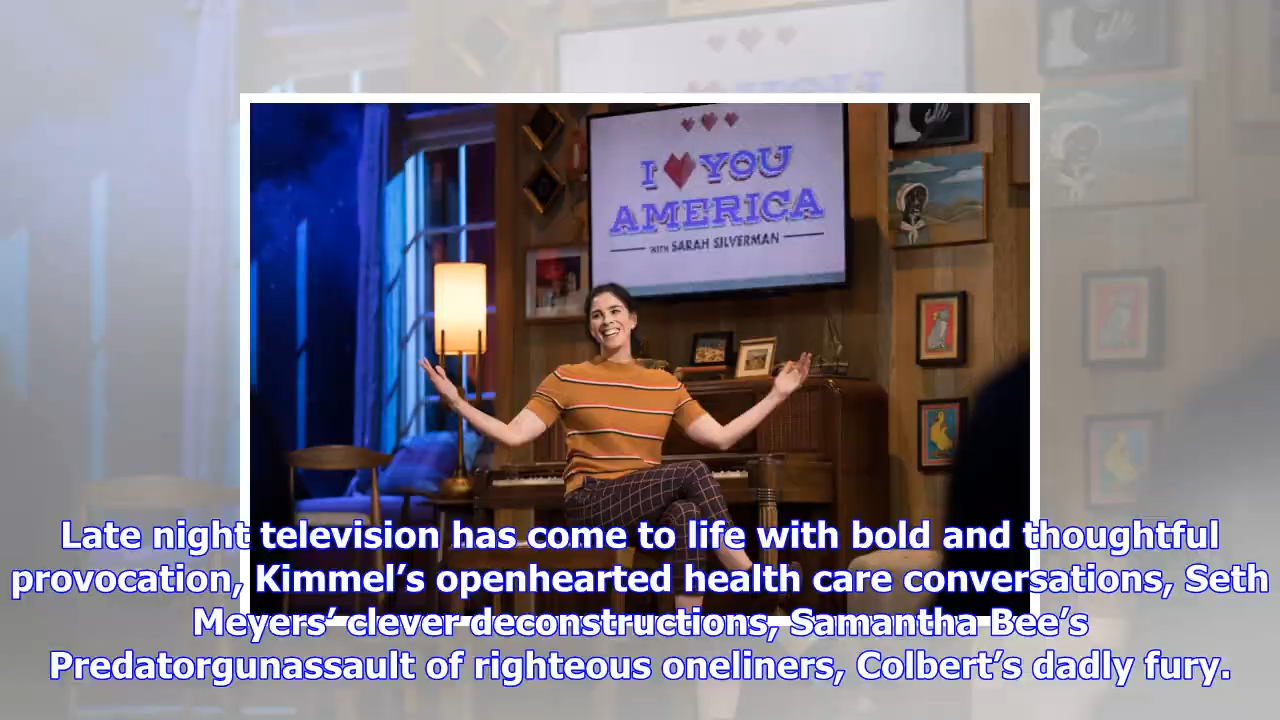 I ❤ YOU
AMERICA
WITH SARAH SILVERMAN
Late night television has come to life with bold and thoughtful
provocation, Kimmel’s openhearted health care conversations, Seth
Meyers’ clever deconstructions, Samantha Bee’s
Predatorgunassault of righteous oneliners, Colbert’s dadly fury.